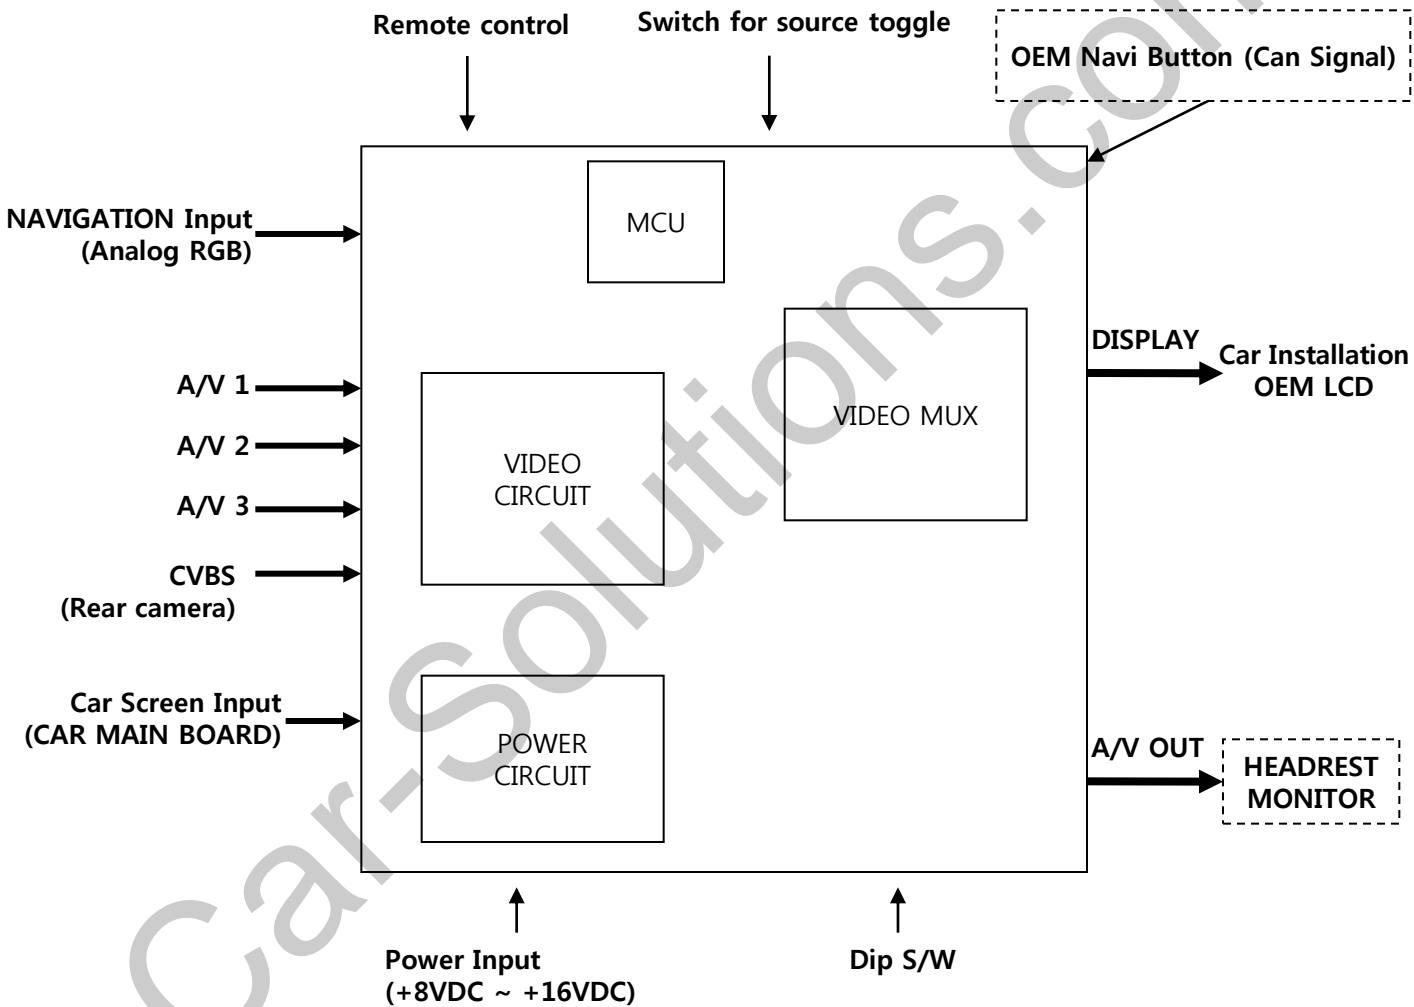 Remote control
Switch for source toggle
OEM Navi Button (Can Signal)
NAVIGATION Input
(Analog RGB)
MCU
A/V 1
A/V 2
A/V 3
CVBS
(Rear camera)
VIDEO
CIRCUIT
VIDEO MUX
DISPLAY
Car Installation
OEM LCD
Car Screen Input
(CAR MAIN BOARD)
POWER
CIRCUIT
A/V OUT
HEADREST
MONITOR
Power Input
(+8VDC ~ +16VDC)
Dip S/W
Car-Solutions.com